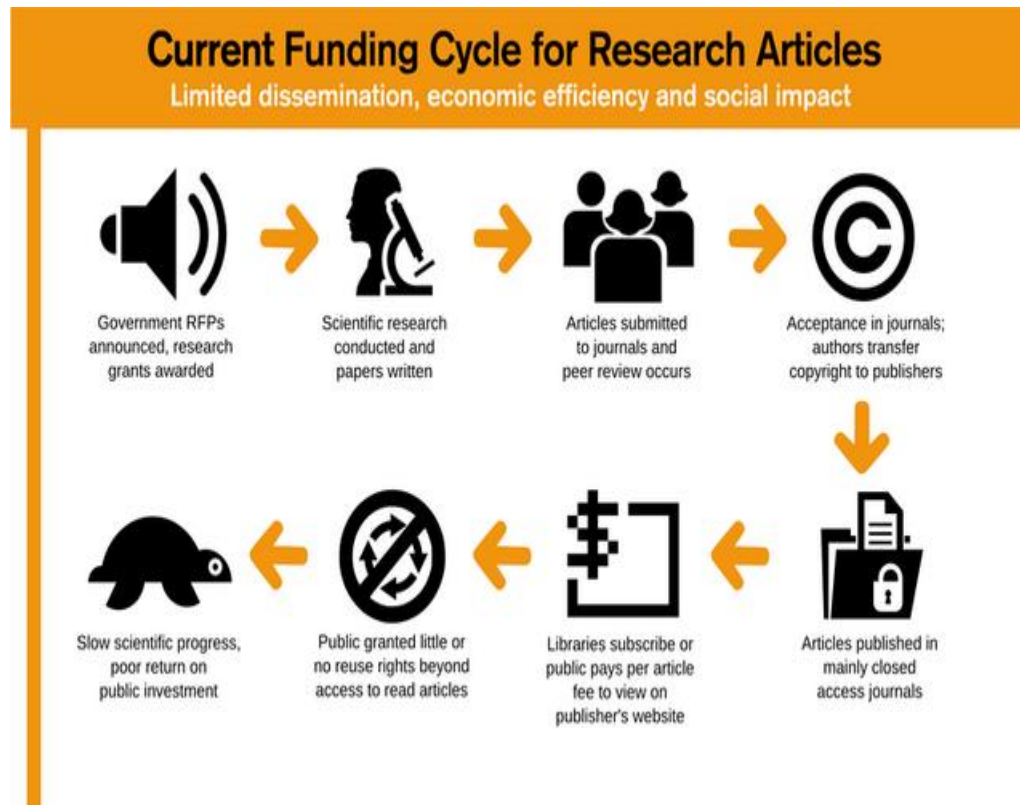 Current Funding Cycle for Research Articles
Limited dissemination, economic efficiency and social impact
Government RFPs
announced, research
grants awarded
Scientific research
conducted and
papers written
Articles submitted
to journals and
peer review occurs
Acceptance in journals;
authors transfer
copyright to publishers
Articles published in
mainly closed
access journals
Libraries subscribe or
public pays per article
fee to view on
publisher's website
Public granted little or
no reuse rights beyond
access to read articles
Slow scientific progress,
poor return on
public investment